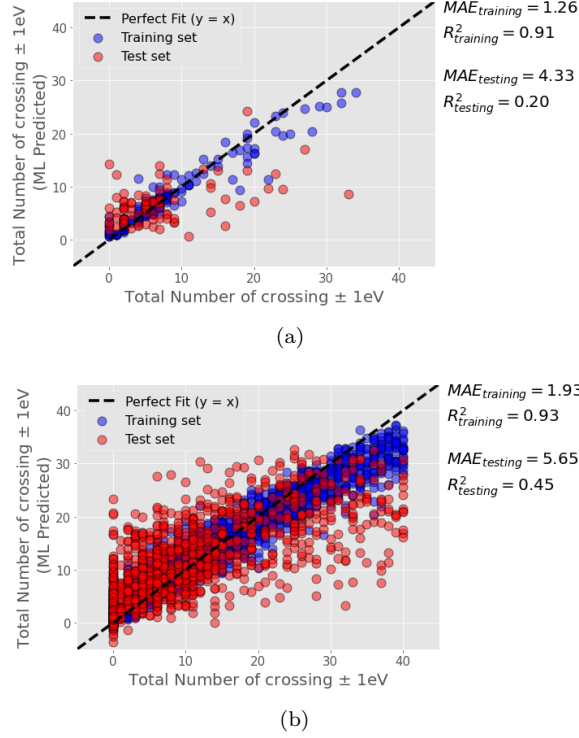 Perfect Fit (y = x)
Training set
Test set
MAE_training = 1.26
R²_training = 0.91
MAE_testing = 4.33
R²_testing = 0.20
Total Number of crossing ± 1eV
(ML Predicted)
40
30
20
10
0
0 10 20 30 40
Total Number of crossing ± 1eV
(a)
Perfect Fit (y = x)
Training set
Test set
MAE_training = 1.93
R²_training = 0.93
MAE_testing = 5.65
R²_testing = 0.45
Total Number of crossing ± 1eV
(ML Predicted)
40
30
20
10
0
0 10 20 30 40
Total Number of crossing ± 1eV
(b)